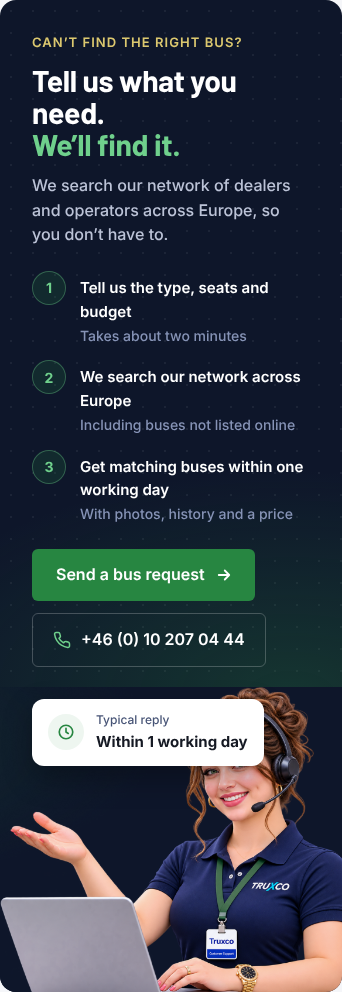 CAN’T FIND THE RIGHT BUS?
Tell us what you
need.
We’ll find it.
We search our network of dealers
and operators across Europe, so
you don’t have to.
1
Tell us the type, seats and
budget
Takes about two minutes
2
We search our network across
Europe
Including buses not listed online
3
Get matching buses within one
working day
With photos, history and a price
Send a bus request →
+46 (0) 10 207 04 44
Typical reply
Within 1 working day
TRUXCO
Truxco
Customer Support